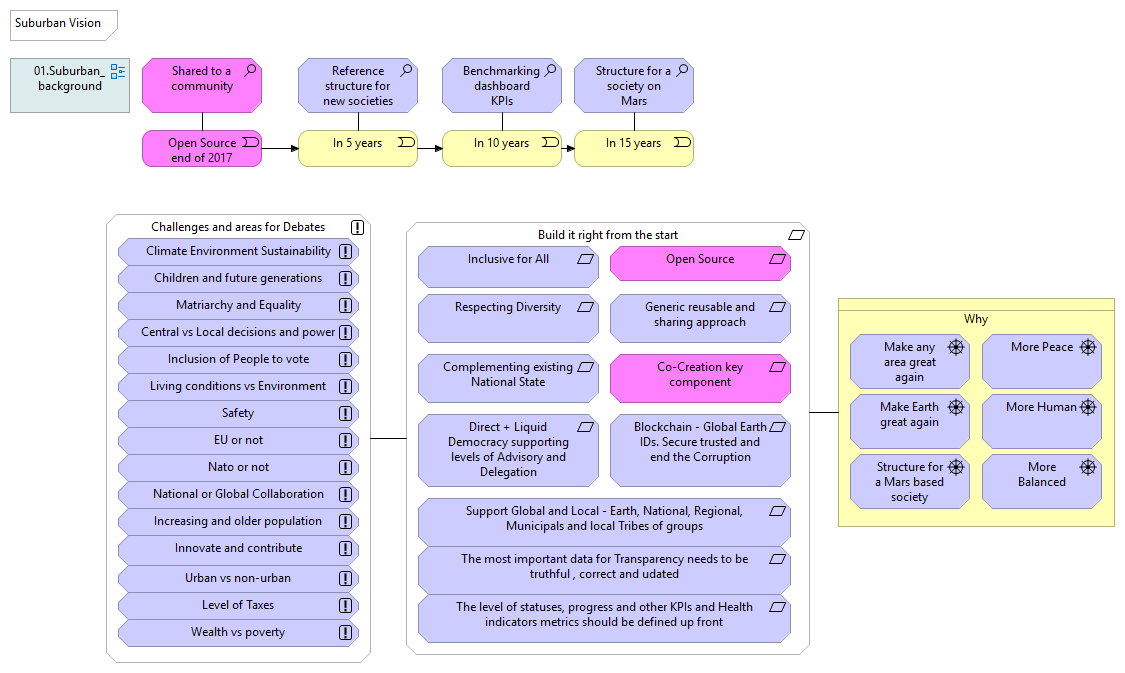 Suburban Vision
01.Suburban_
background
Shared to a
community
Reference
structure for
new societies
Benchmarking
dashboard
KPIs
Structure for a
society on
Mars
Open Source
end of 2017
In 5 years
In 10 years
In 15 years
Challenges and areas for Debates
Climate Environment Sustainability
Children and future generations
Matriarchy and Equality
Central vs Local decisions and power
Inclusion of People to vote
Living conditions vs Environment
Safety
EU or not
Nato or not
National or Global Collaboration
Increasing and older population
Innovate and contribute
Urban vs non-urban
Level of Taxes
Wealth vs poverty
Build it right from the start
Inclusive for All
Open Source
Respecting Diversity
Generic reusable and
sharing approach
Complementing existing
National State
Co-Creation key
component
Direct + Liquid
Democracy supporting
levels of Advisory and
Delegation
Blockchain - Global Earth
IDs. Secure trusted and
end the Corruption
Support Global and Local - Earth, National, Regional,
Municipals and local Tribes of groups
The most important data for Transparency needs to be
truthful , correct and udated
The level of statuses, progress and other KPIs and Health
indicators metrics should be defined up front
Why
Make any
area great
again
More Peace
Make Earth
great again
More Human
Structure for
a Mars based
society
More
Balanced